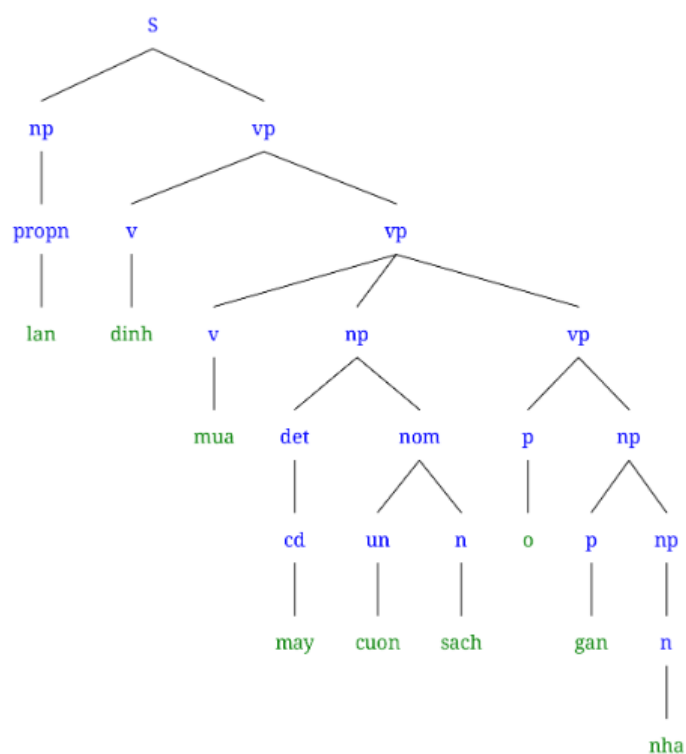 S
np vp
propn v vp
lan dinh v np vp
mua det nom p np
cd un n o p np
may cuon sach gan n
nha